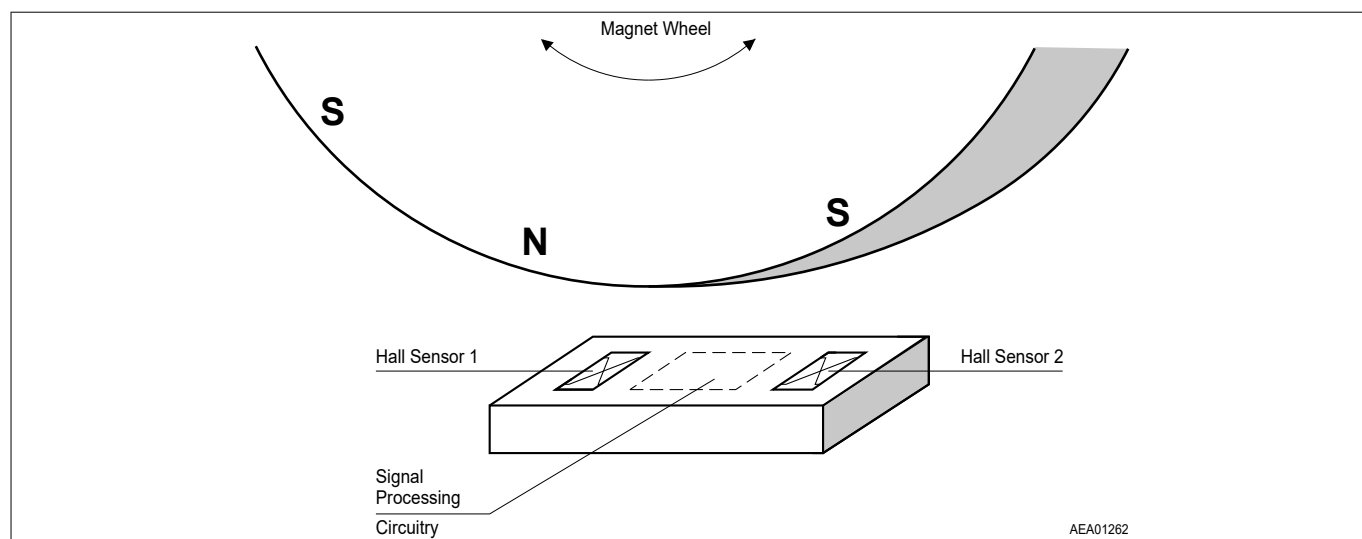 Magnet Wheel
S
N
S
Hall Sensor 1
Hall Sensor 2
Signal
Processing
Circuitry
AEA01262